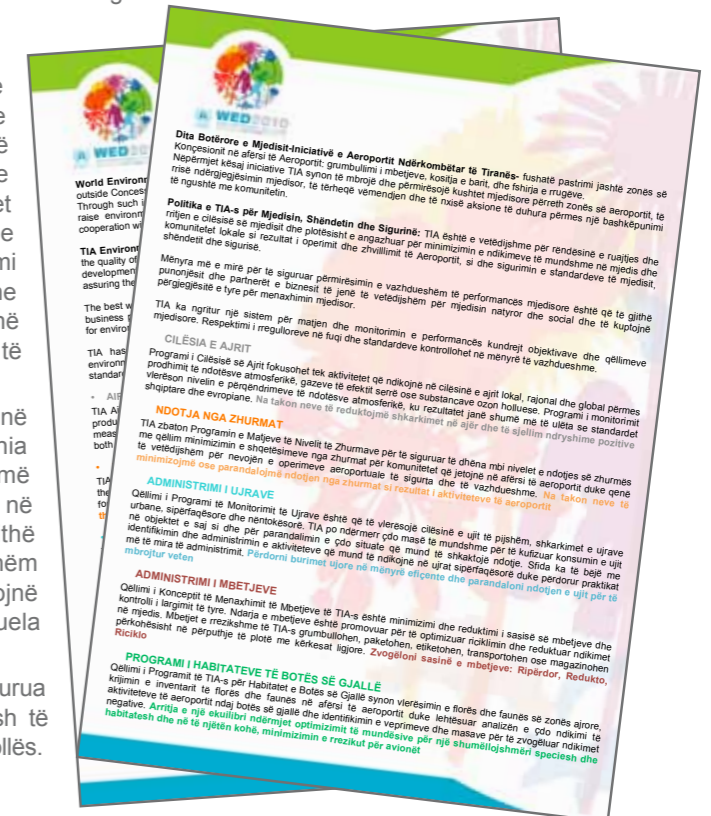 WED2010
Dita Botërore e Mjedisit-Iniciativë e Aeroportit Ndërkombëtar të Tiranës- fushatë pastrimi jashtë zonës së
Konçesionit në afërsi të Aeroportit: grumbullimi i mbetjeve, kositja e barit, dhe fshirja e rrugëve.
Nëpërmjet kësaj iniciative TIA synon të mbrojë dhe përmirësojë kushtet mjedisore përreth zonës së aeroportit, të
rrisë ndërgjegjësimin mjedisor, të tërheqë vëmendjen dhe të nxisë aksione të duhura përmes një bashkëpunimi
të ngushtë me komunitetin.
Politika e TIA-s për Mjedisin, Shëndetin dhe Sigurinë: TIA është e vetëdijshme për rëndësinë e ruajtjes dhe
rritjen e cilësisë së mjedisit dhe plotësisht e angazhuar për minimizimin e ndikimeve të mundshme në mjedis dhe
komunitetet lokale si rezultat i operimit dhe zhvillimit të Aeroportit, si dhe sigurimin e standardeve të mjedisit,
shëndetit dhe sigurisë.
Mënyra më e mirë për të siguruar përmirësimin e vazhdueshëm të performancës mjedisore është që të gjithë
punonjësit dhe partnerët e biznesit të jenë të vetëdijshëm për mjedisin natyror dhe social dhe të kuptojnë
përgjegjësitë e tyre për menaxhimin mjedisor.
TIA ka ngritur një sistem për matjen dhe monitorimin e performancës kundrejt objektivave dhe qëllimeve
mjedisore. Respektimi i rregulloreve në fuqi dhe standardeve kontrollohet në mënyrë të vazhdueshme.
CILËSIA E AJRIT
Programi i Cilësisë së Ajrit fokusohet tek aktivitetet që ndikojnë në cilësinë e ajrit lokal, rajonal dhe global përmes
prodhimit të ndotësve atmosferikë, gazeve të efektit serrë ose substancave ozon holluese. Programi i monitorimit
vlerëson nivelin e përqëndrimeve të ndotësve atmosferikë, ku rezultatet janë shumë më të ulëta se standardet
shqiptare dhe evropiane. Na takon neve të reduktojmë shkarkimet në ajër dhe të sjellim ndryshime pozitive
NDOTJA NGA ZHURMAT
TIA zbaton Programin e Matjeve të Nivelit të Zhurmave për të siguruar të dhëna mbi nivelet e ndotjes së zhurmës
me qëllim minimizimin e shqetësimeve nga zhurmat për komunitetet që jetojnë në afërsi të aeroportit duke qenë
të vetëdijshëm për nevojën e operimeve aeroportuale të sigurta dhe të vazhdueshme. Na takon neve të
minimizojmë ose parandalojmë ndotjen nga zhurmat si rezultat i aktiviteteve të aeroportit
ADMINISTRIMI I UJRAVE
Qëllimi i Programi të Monitorimit të Ujrave është që të vlerësojë cilësinë e ujit të pijshëm, shkarkimet e ujrave
urbane, sipërfaqësore dhe nëntokësorë. TIA po ndërmerr çdo masë të mundshme për të kufizuar konsumin e ujit
në objektet e saj si dhe për parandalimin e çdo situate që mund të shkaktoje ndotje. Sfida ka të bëjë me
identifikimin dhe administrimin e aktiviteteve që mund të ndikojnë në ujrat sipërfaqësorë duke përdorur praktikat
më të mira të administrimit. Përdorni burimet ujore në mënyrë efiçente dhe parandaloni ndotjen e ujit për të
mbrojtur veten
ADMINISTRIMI I MBETJEVE
Qëllimi i Konceptit të Menaxhimit të Mbetjeve të TIA-s është minimizimi dhe reduktimi i sasisë së mbetjeve dhe
kontrolli i largimit të tyre. Ndarja e mbetjeve është promovuar për të optimizuar riciklimin dhe reduktuar ndikimet
në mjedis. Mbetjet e rrezikshme të TIA-s grumbullohen, paketohen, etiketohen, transportohen ose magazinohen
përkohësisht në përputhje të plotë me kërkesat ligjore. Zvogëloni sasinë e mbetjeve: Ripërdor, Redukto,
Riciklo
PROGRAMI I HABITATEVE TË BOTËS SË GJALLË
Qëllimi i Programit të TIA-s për Habitatet e Botës së Gjallë synon vlerësimin e florës dhe faunës së zonës ajrore,
krijimin e inventarit të florës dhe faunës në afërsi të aeroportit duke lehtësuar analizën e çdo ndikimi të
aktiviteteve të aeroportit ndaj botës së gjallë dhe identifikimin e veprimeve dhe masave për të zvogëluar ndikimet
negative. Arritja e një ekuilibri ndërmjet optimizimit të mundësive për një shumëllojshmëri speciesh dhe
habitatesh dhe në të njëjtën kohë, minimizimin e rrezikut për avionët